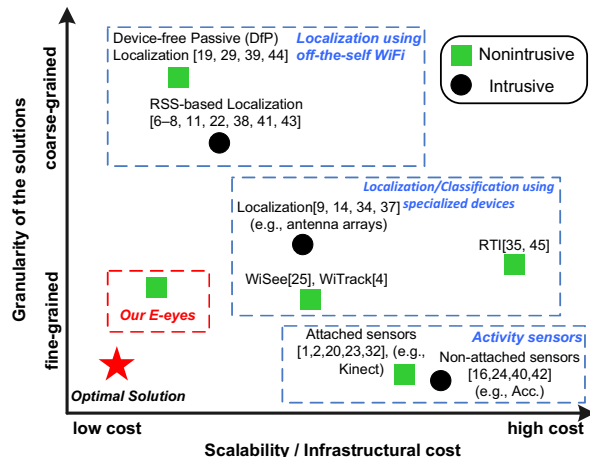 Device-free Passive (DfP)
Localization [19, 29, 39, 44]
Localization using
off-the-self WiFi
RSS-based Localization
[6–8, 11, 22, 38, 41, 43]
Nonintrusive
Intrusive
Localization/Classification using
specialized devices
Localization[9, 14, 34, 37]
(e.g., antenna arrays)
RTI[35, 45]
WiSee[25], WiTrack[4]
Our E-eyes
Optimal Solution
Attached sensors
[1,2,20,23,32], (e.g.,
Kinect)
Activity sensors
Non-attached sensors
[16,24,40,42]
(e.g., Acc.)
Granularity of the solutions
coarse-grained
fine-grained
low cost
high cost
Scalability / Infrastructural cost